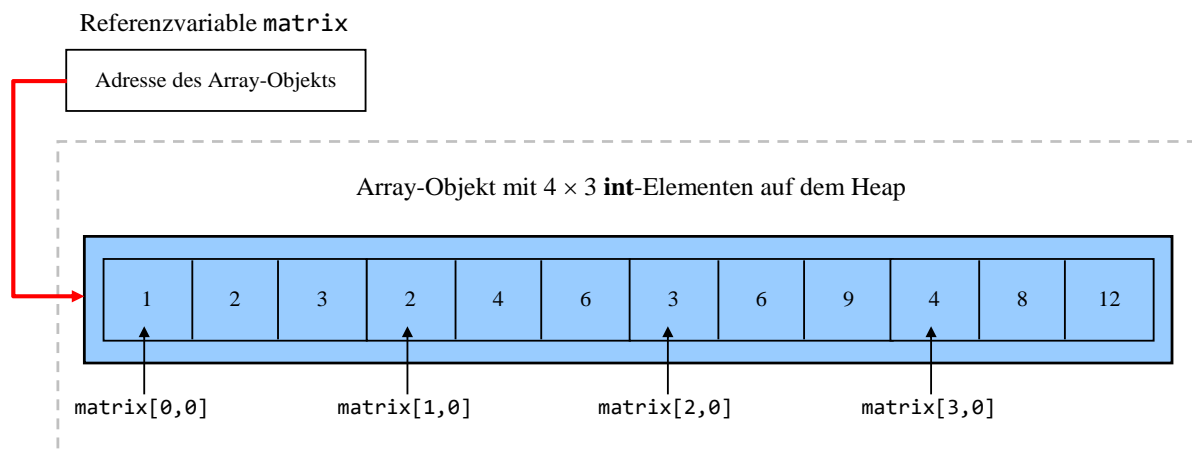 Referenzvariable matrix
Adresse des Array-Objekts
Array-Objekt mit 4 × 3 int-Elementen auf dem Heap
1 2 3 2 4 6 3 6 9 4 8 12
matrix[0,0] matrix[1,0] matrix[2,0] matrix[3,0]